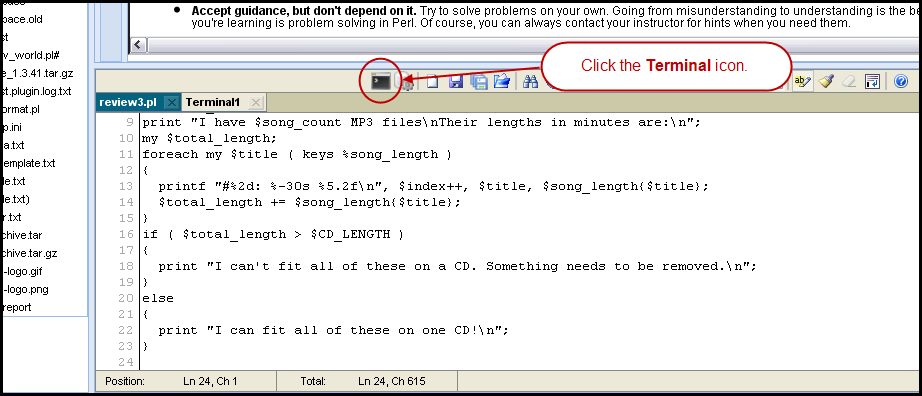 Accept guidance, but don't depend on it. Try to solve problems on your own. Going from misunderstanding to understanding is the be
you're learning is problem solving in Perl. Of course, you can always contact your instructor for hints when you need them.
pace.old
st
v_world.pl#
e_1.3.41.tar.gz
st.plugin.log.txt
ormat.pl
p.ini
a.txt
template.txt
le.txt
le.txt)
r.txt
chive.tar
chive.tar.gz
-logo.gif
-logo.png
report
Click the Terminal icon.
review3.pl Terminal1
9 print "I have $song_count MP3 files\nTheir lengths in minutes are:\n";
10 my $total_length;
11 foreach my $title ( keys %song_length )
12 {
13 printf "#%2d: %-30s %5.2f\n", $index++, $title, $song_length{$title};
14 $total_length += $song_length{$title};
15 }
16 if ( $total_length > $CD_LENGTH )
17 {
18 print "I can't fit all of these on a CD. Something needs to be removed.\n";
19 }
20 else
21 {
22 print "I can fit all of these on one CD!\n";
23 }
24
Position: Ln 24, Ch 1 Total: Ln 24, Ch 615